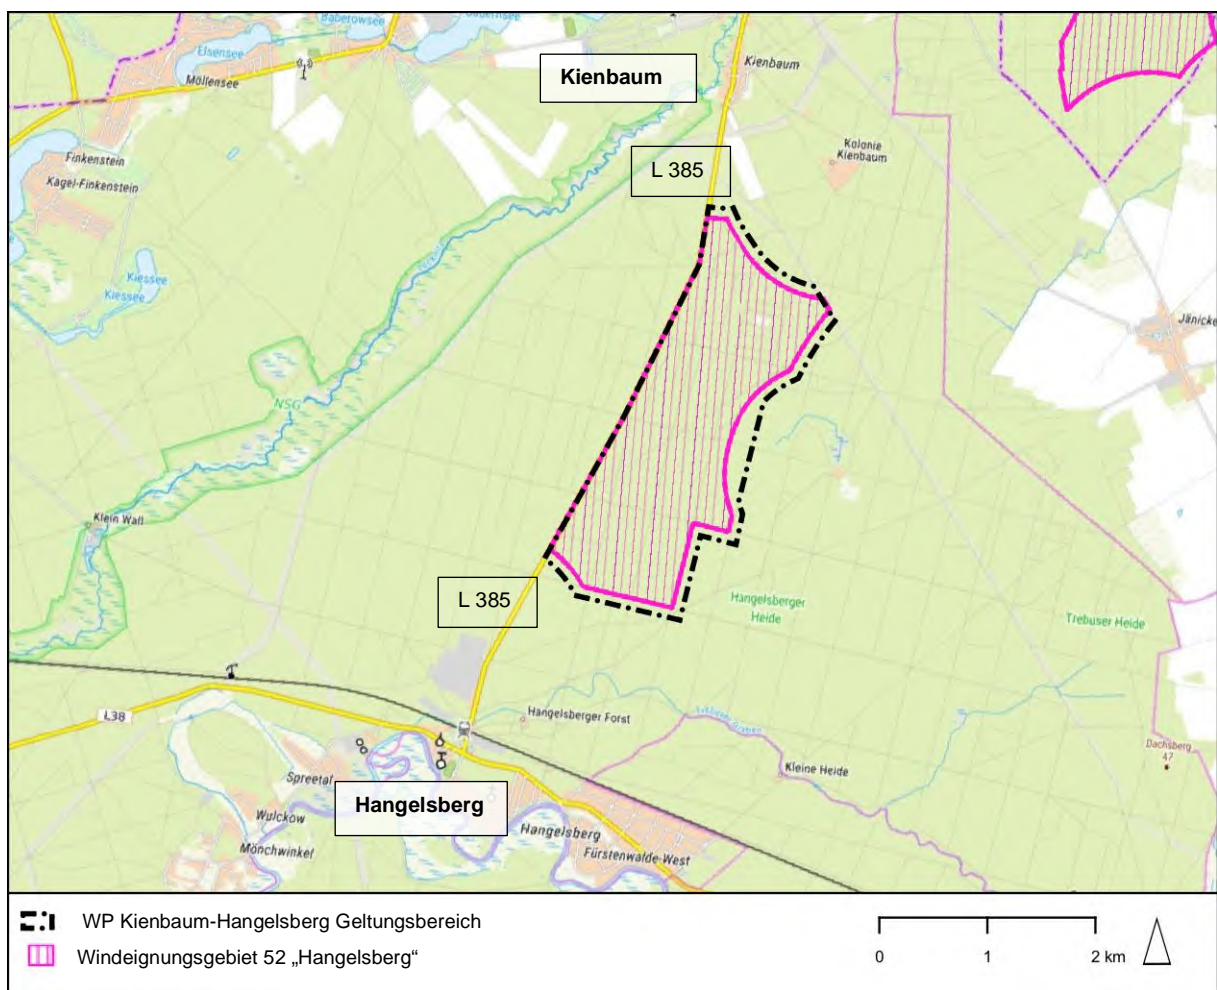 Baberowsee
Elsensee
Möllensee
Kienbaum
Kienbaum
L 385
Kolonie
Kienbaum
Finkenstein
Kagel-Finkenstein
Kiessee
Kiessee
Jänicke
NSG
Klein Wall
L 385
Hangelsberger
Heide
Trebuser Heide
L38
Hangelsberger Forst
Dachsberg
47
Kleine Heide
Spreetal
Hangelsberg
Wulckow
Mönchwinkel
Hangelsberg
Fürstenwalde-West
WP Kienbaum-Hangelsberg Geltungsbereich
Windeignungsgebiet 52 „Hangelsberg“
0 1 2 km